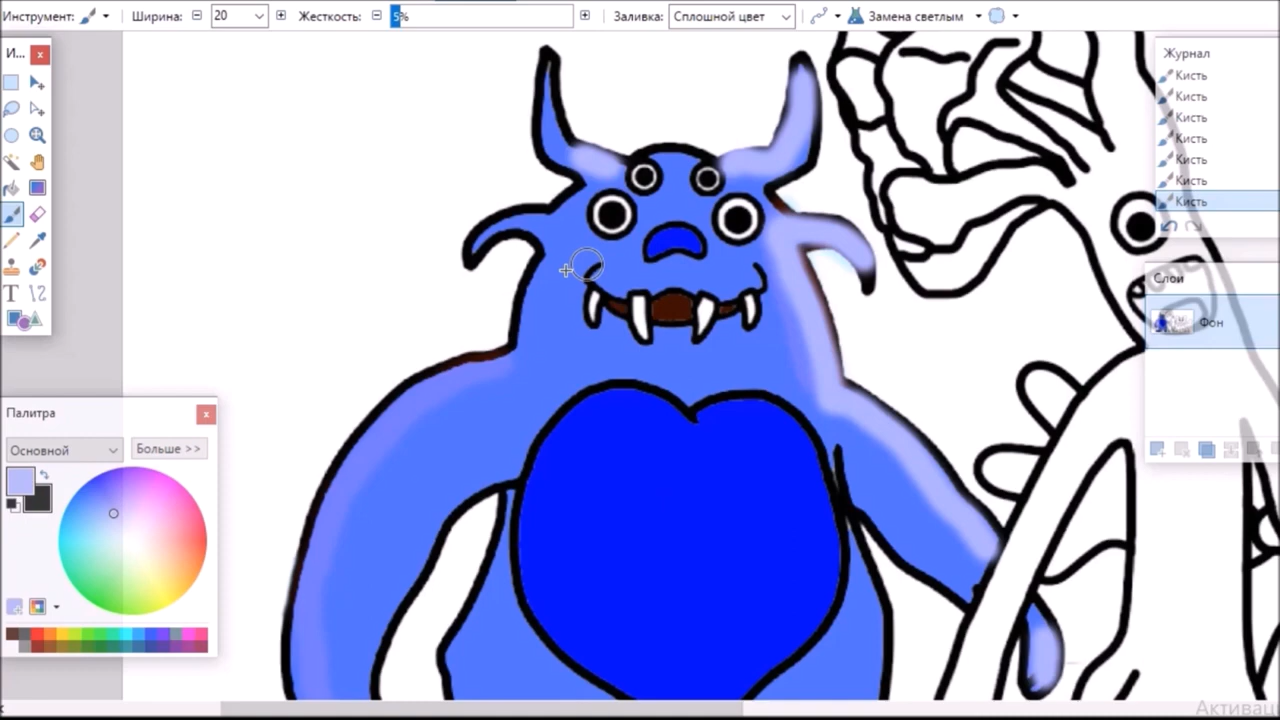 Инструмент: Ширина: 20 Жесткость: 5% Заливка: Сплошной цвет Замена светлым
И...
Журнал
Кисть
Кисть
Кисть
Кисть
Кисть
Кисть
Кисть
Слои
Фон
Палитра
Основной Больше >>
Активац